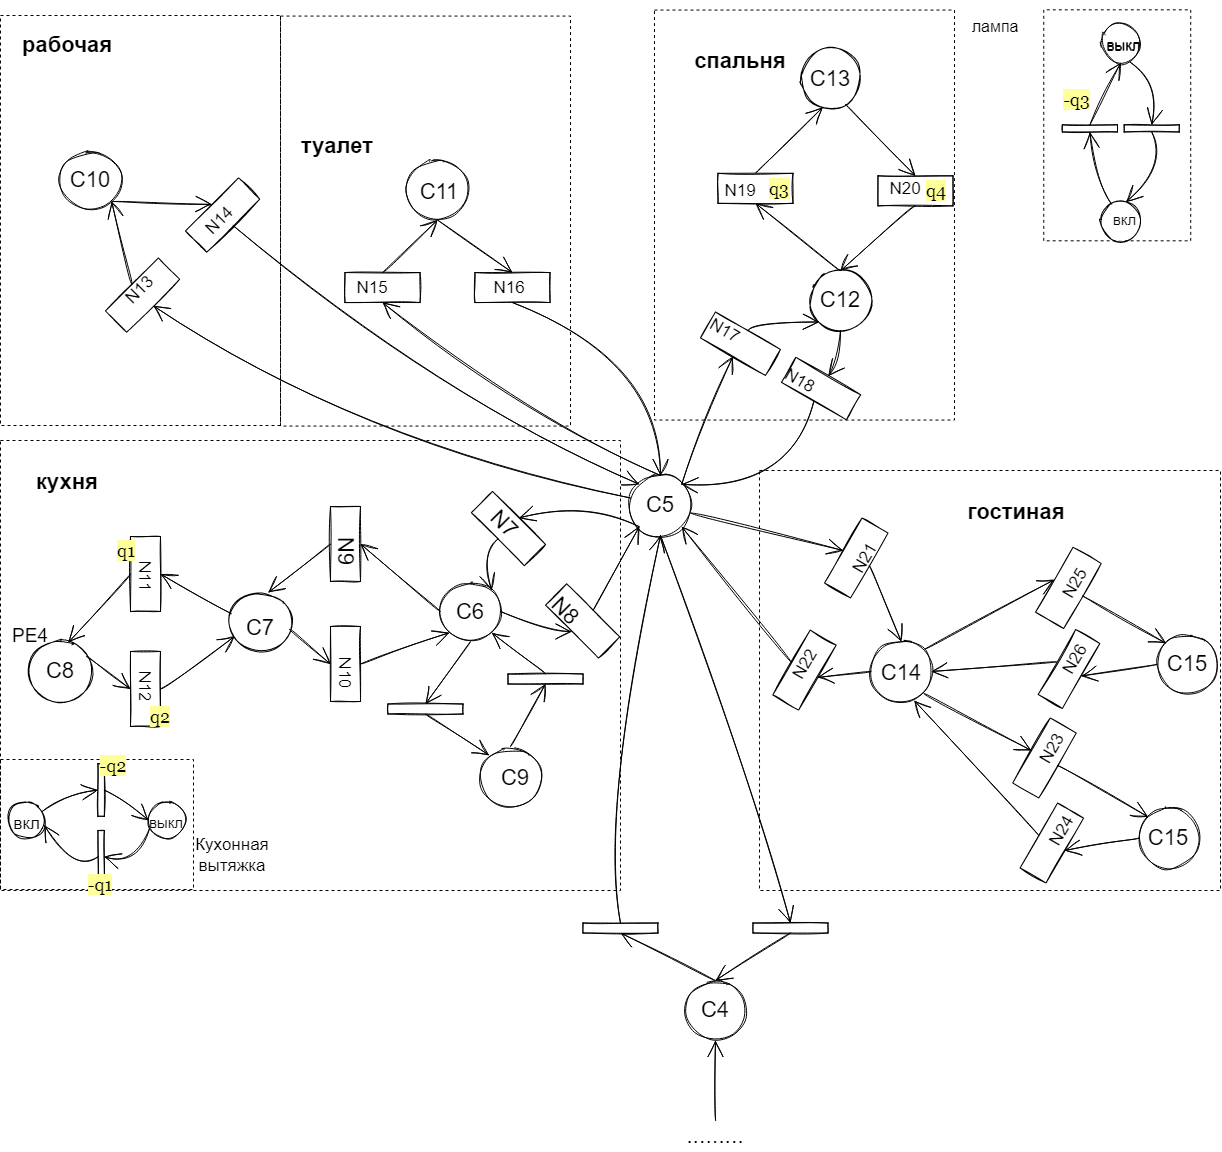 рабочая
туалет
спальня
лампа
C10
N14
N13
C11
N15
N16
C13
N19 q3
N20 q4
C12
N17
N18
выкл
-q3
вкл
кухня
q1
N11
N9
N7
C5
PE4
C8
C7
C6
N8
N12
q2
N10
C9
-q2
вкл
выкл
-q1
Кухонная
вытяжка
гостиная
N21
N25
N22
C14
N26
C15
N23
N24
C15
C4
.........